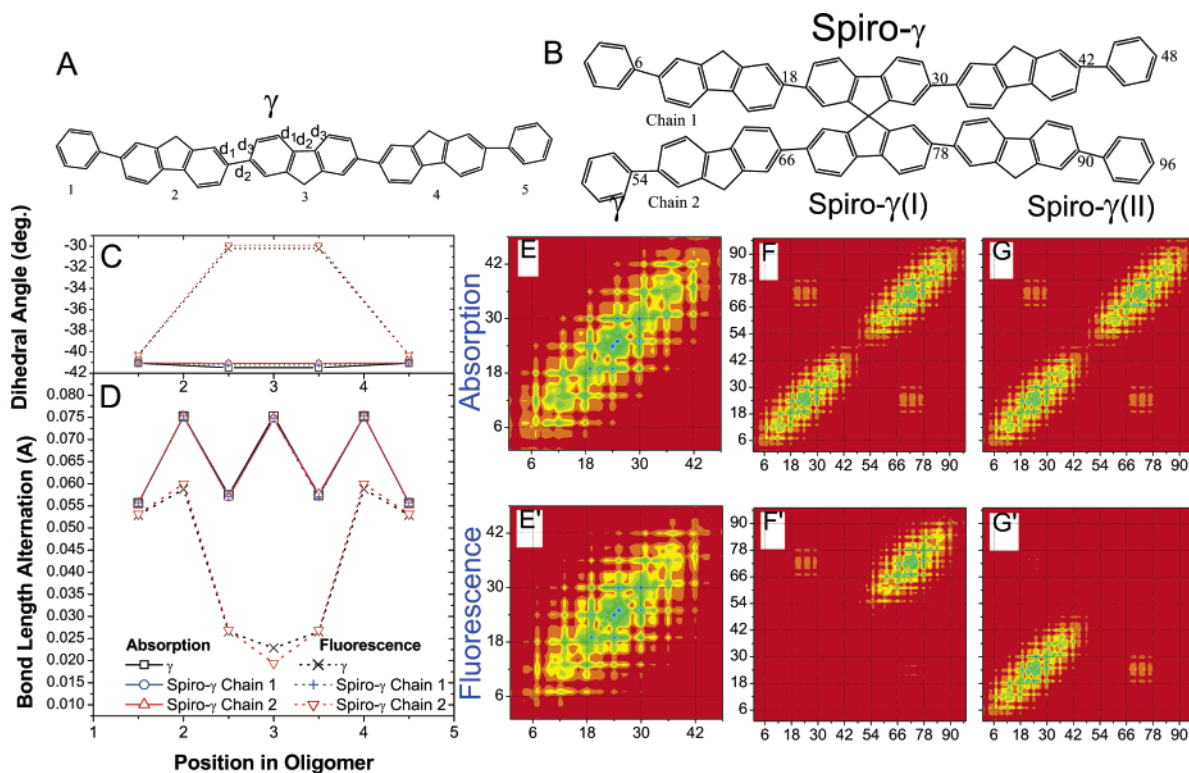 A
γ
d1 d3
d2
d1 d2 d3
1 2 3 4 5
B
Spiro-γ
6 18 30 42 48
Chain 1
54 66 78 90 96
Chain 2
γ
Spiro-γ(I)
Spiro-γ(II)
C
Dihedral Angle (deg.)
-30
-32
-34
-36
-38
-40
-42
2 3 4
D
Bond Length Alternation (A)
0.080
0.075
0.070
0.065
0.060
0.055
0.050
0.045
0.040
0.035
0.030
0.025
0.020
0.015
0.010
Absorption Fluorescence
γ γ
Spiro-γ Chain 1 Spiro-γ Chain 1
Spiro-γ Chain 2 Spiro-γ Chain 2
1 2 3 4 5
Position in Oligomer
Absorption
E
42
30
18
6
6 18 30 42
F
90
78
66
54
42
30
18
6
6 18 30 42 54 66 78 90
G
90
78
66
54
42
30
18
6
6 18 30 42 54 66 78 90
Fluorescence
E'
42
30
18
6
6 18 30 42
F'
90
78
66
54
42
30
18
6
6 18 30 42 54 66 78 90
G'
90
78
66
54
42
30
18
6
6 18 30 42 54 66 78 90